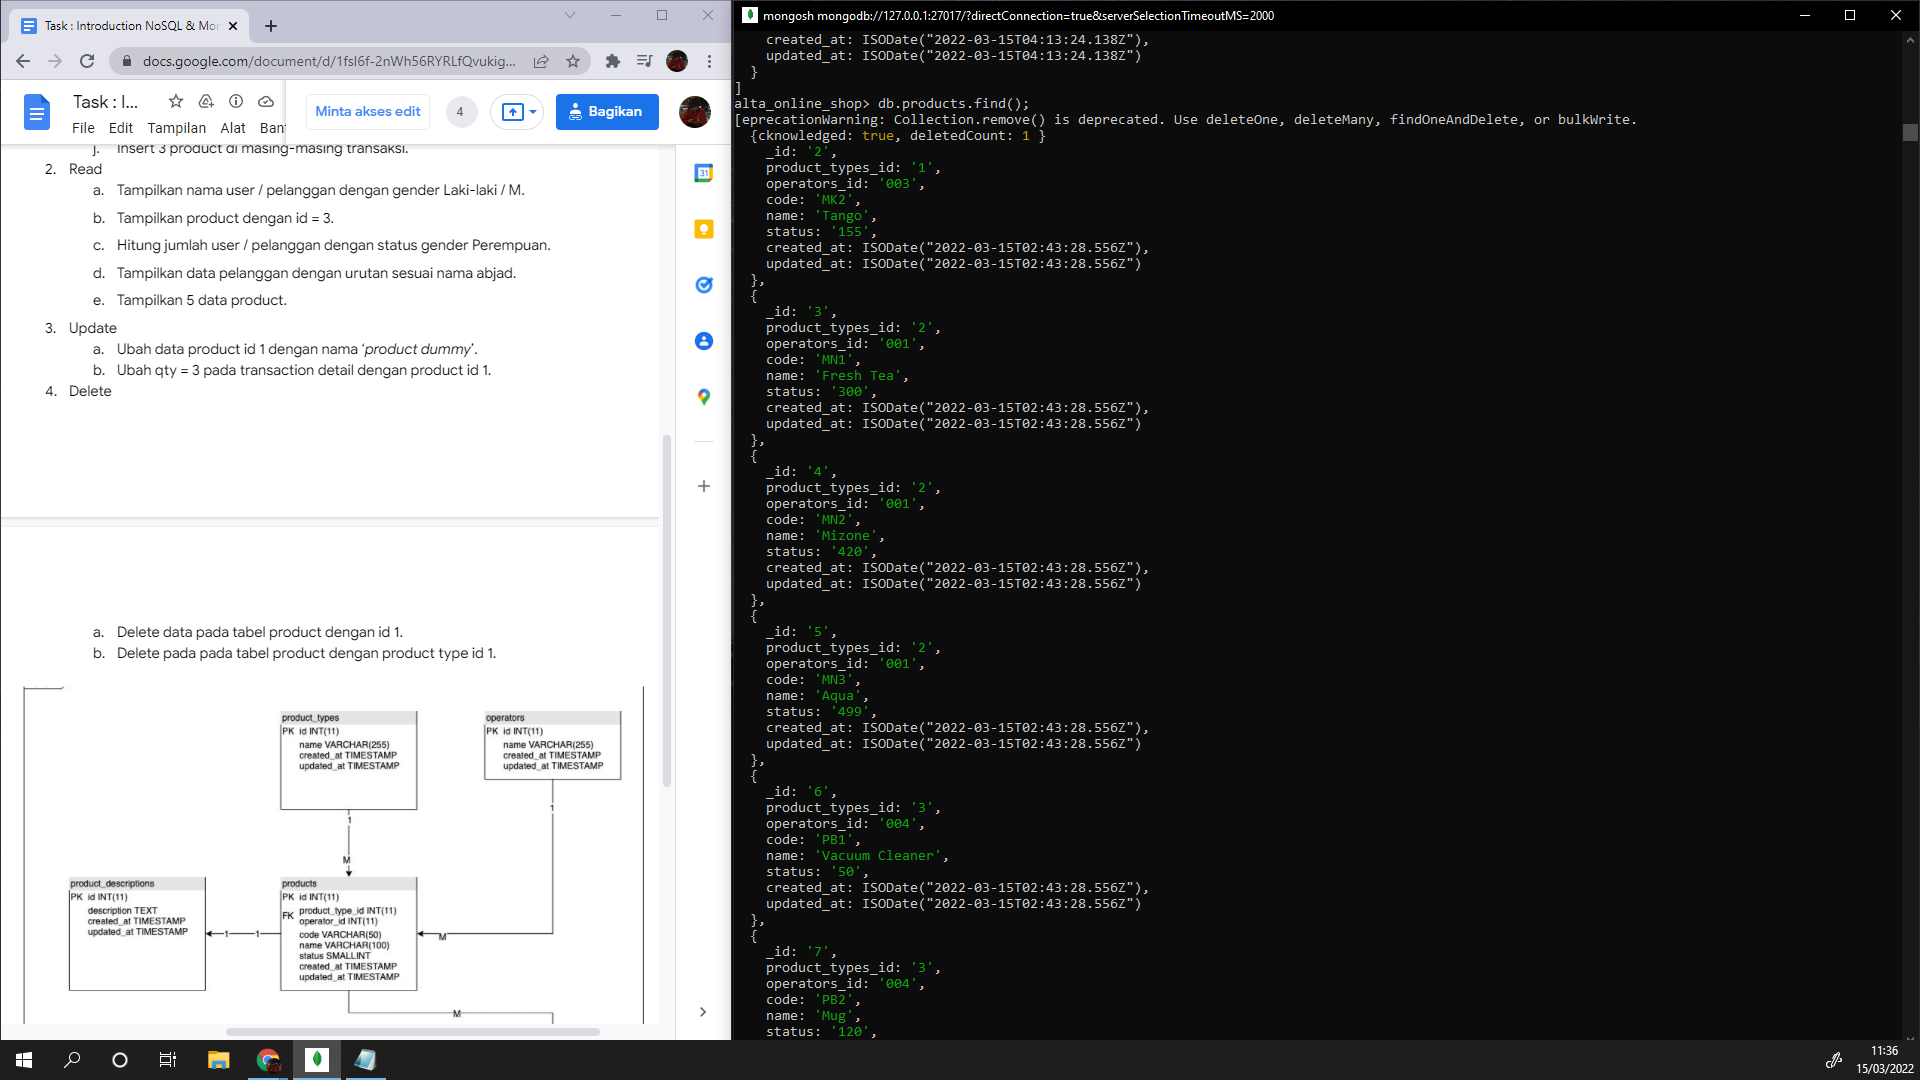 Task : Introduction NoSQL & Mon
docs.google.com/document/d/1fsI6f-2nWh56RYRLfQvukig...
Task : I...
File Edit Tampilan Alat Bant
Minta akses edit
4
Bagikan
j. Insert 3 product di masing-masing transaksi.
2. Read
a. Tampilkan nama user / pelanggan dengan gender Laki-laki / M.
b. Tampilkan product dengan id = 3.
c. Hitung jumlah user / pelanggan dengan status gender Perempuan.
d. Tampilkan data pelanggan dengan urutan sesuai nama abjad.
e. Tampilkan 5 data product.
3. Update
a. Ubah data product id 1 dengan nama ‘product dummy’.
b. Ubah qty = 3 pada transaction detail dengan product id 1.
4. Delete
a. Delete data pada tabel product dengan id 1.
b. Delete pada pada tabel product dengan product type id 1.
product_types
PK id INT(11)
name VARCHAR(255)
created_at TIMESTAMP
updated_at TIMESTAMP
operators
PK id INT(11)
name VARCHAR(255)
created_at TIMESTAMP
updated_at TIMESTAMP
1
1
M
product_descriptions
PK id INT(11)
description TEXT
created_at TIMESTAMP
updated_at TIMESTAMP
1 1
products
PK id INT(11)
FK product_type_id INT(11)
operator_id INT(11)
code VARCHAR(50)
name VARCHAR(100)
status SMALLINT
created_at TIMESTAMP
updated_at TIMESTAMP
M
M
31
mongosh mongodb://127.0.0.1:27017/?directConnection=true&serverSelectionTimeoutMS=2000
created_at: ISODate("2022-03-15T04:13:24.138Z"),
updated_at: ISODate("2022-03-15T04:13:24.138Z")
}
]
alta_online_shop> db.products.find();
[eprecationWarning: Collection.remove() is deprecated. Use deleteOne, deleteMany, findOneAndDelete, or bulkWrite.
{cknowledged: true, deletedCount: 1 }
_id: '2',
product_types_id: '1',
operators_id: '003',
code: 'MK2',
name: 'Tango',
status: '155',
created_at: ISODate("2022-03-15T02:43:28.556Z"),
updated_at: ISODate("2022-03-15T02:43:28.556Z")
},
{
_id: '3',
product_types_id: '2',
operators_id: '001',
code: 'MN1',
name: 'Fresh Tea',
status: '300',
created_at: ISODate("2022-03-15T02:43:28.556Z"),
updated_at: ISODate("2022-03-15T02:43:28.556Z")
},
{
_id: '4',
product_types_id: '2',
operators_id: '001',
code: 'MN2',
name: 'Mizone',
status: '420',
created_at: ISODate("2022-03-15T02:43:28.556Z"),
updated_at: ISODate("2022-03-15T02:43:28.556Z")
},
{
_id: '5',
product_types_id: '2',
operators_id: '001',
code: 'MN3',
name: 'Aqua',
status: '499',
created_at: ISODate("2022-03-15T02:43:28.556Z"),
updated_at: ISODate("2022-03-15T02:43:28.556Z")
},
{
_id: '6',
product_types_id: '3',
operators_id: '004',
code: 'PB1',
name: 'Vacuum Cleaner',
status: '50',
created_at: ISODate("2022-03-15T02:43:28.556Z"),
updated_at: ISODate("2022-03-15T02:43:28.556Z")
},
{
_id: '7',
product_types_id: '3',
operators_id: '004',
code: 'PB2',
name: 'Mug',
status: '120',
11:36
15/03/2022